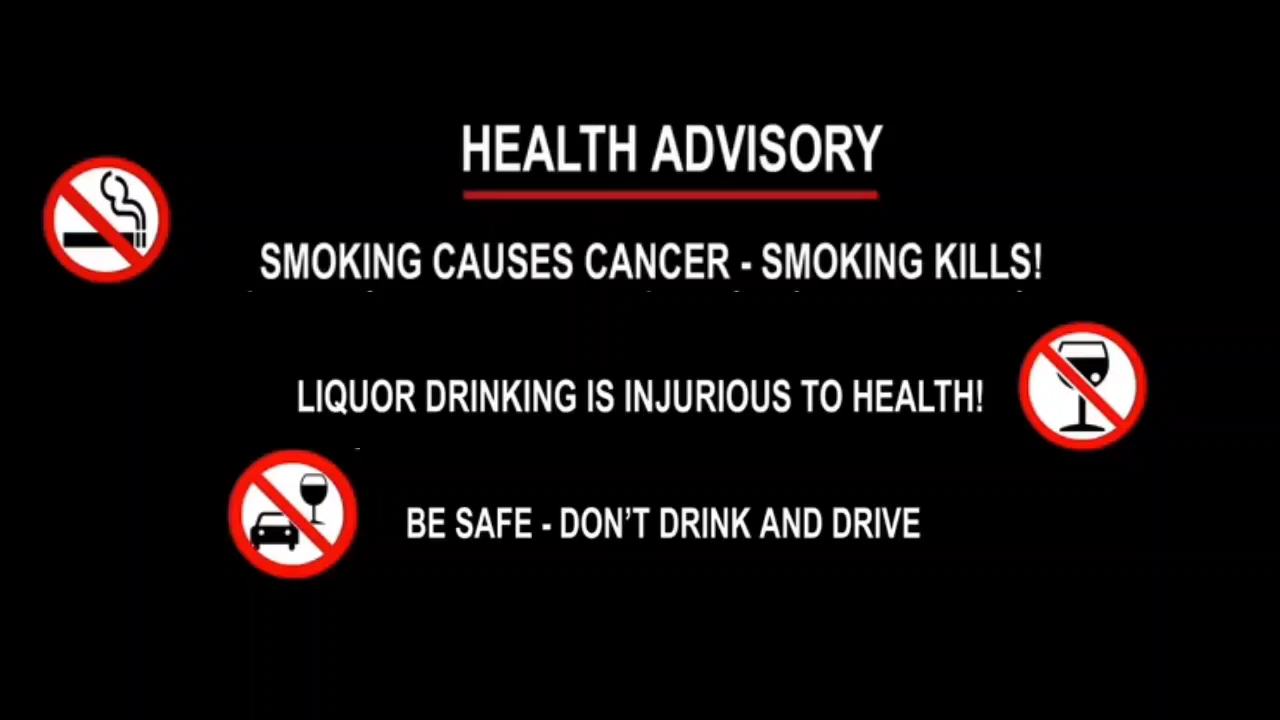 HEALTH ADVISORY
SMOKING CAUSES CANCER - SMOKING KILLS!
LIQUOR DRINKING IS INJURIOUS TO HEALTH!
BE SAFE - DON’T DRINK AND DRIVE